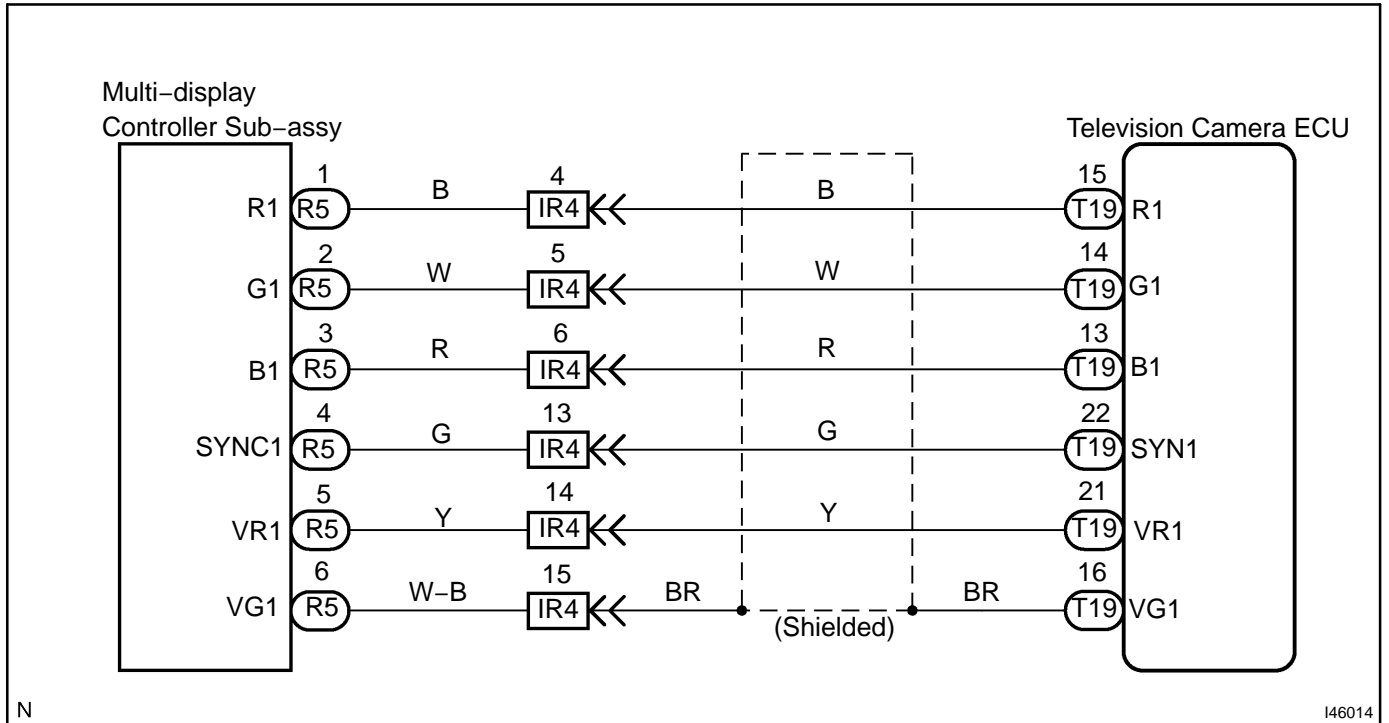 Multi−display
Controller Sub−assy
Television Camera ECU
1 4 15
R1 R5 B IR4 B T19 R1
2 5 14
G1 R5 W IR4 W T19 G1
3 6 13
B1 R5 R IR4 R T19 B1
4 13 22
SYNC1 R5 G IR4 G T19 SYN1
5 14 21
VR1 R5 Y IR4 Y T19 VR1
6 15 16
VG1 R5 W−B IR4 BR BR T19 VG1
(Shielded)
N I46014